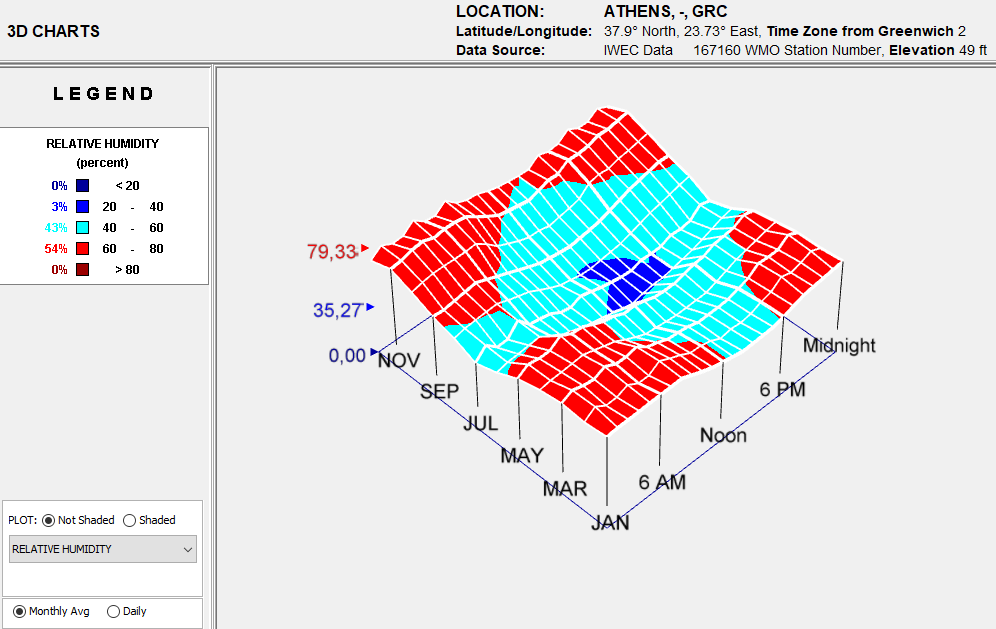 3D CHARTS
LOCATION: ATHENS, -, GRC
Latitude/Longitude: 37.9° North, 23.73° East, Time Zone from Greenwich 2
Data Source: IWEC Data 167160 WMO Station Number, Elevation 49 ft
LEGEND
RELATIVE HUMIDITY
(percent)
0% < 20
3% 20 - 40
43% 40 - 60
54% 60 - 80
0% > 80
79,33
35,27
0,00
NOV
SEP
JUL
MAY
MAR
JAN
6 AM
Noon
6 PM
Midnight
PLOT: Not Shaded Shaded
RELATIVE HUMIDITY
Monthly Avg Daily